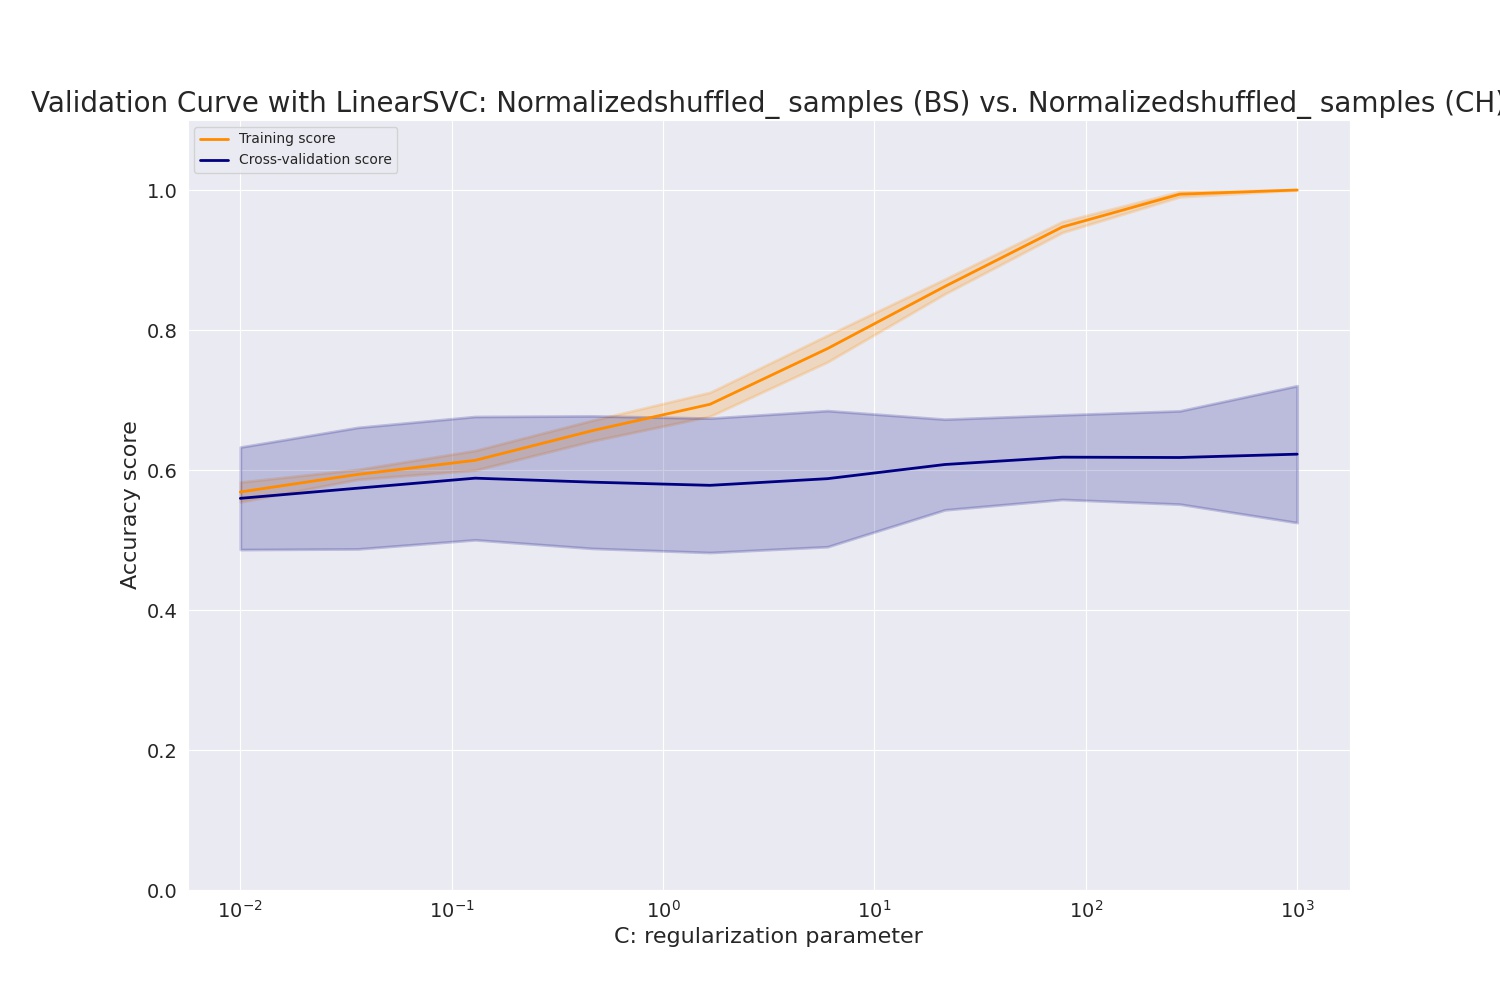 Validation Curve with LinearSVC: Normalizedshuffled_ samples (BS) vs. Normalizedshuffled_ samples (CH)
Training score
Cross-validation score
1.0
0.8
0.6
0.4
0.2
0.0
Accuracy score
10⁻² 10⁻¹ 10⁰ 10¹ 10² 10³
C: regularization parameter